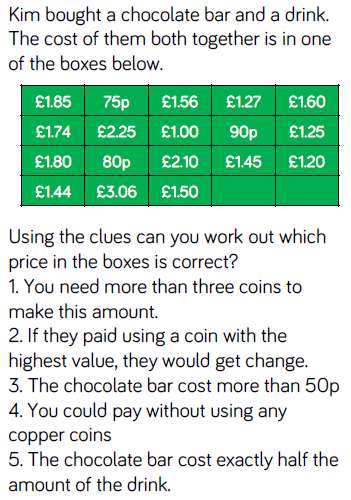 Kim bought a chocolate bar and a drink.
The cost of them both together is in one
of the boxes below.
£1.85 75p £1.56 £1.27 £1.60
£1.74 £2.25 £1.00 90p £1.25
£1.80 80p £2.10 £1.45 £1.20
£1.44 £3.06 £1.50
Using the clues can you work out which
price in the boxes is correct?
1. You need more than three coins to
make this amount.
2. If they paid using a coin with the
highest value, they would get change.
3. The chocolate bar cost more than 50p
4. You could pay without using any
copper coins
5. The chocolate bar cost exactly half the
amount of the drink.